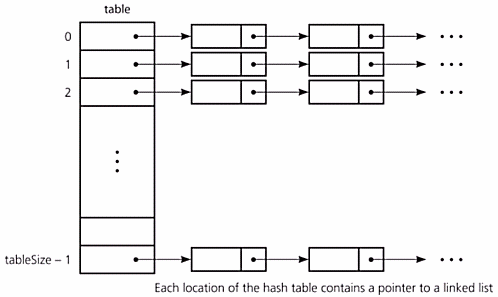 table
0
1
2
tableSize – 1
Each location of the hash table contains a pointer to a linked list